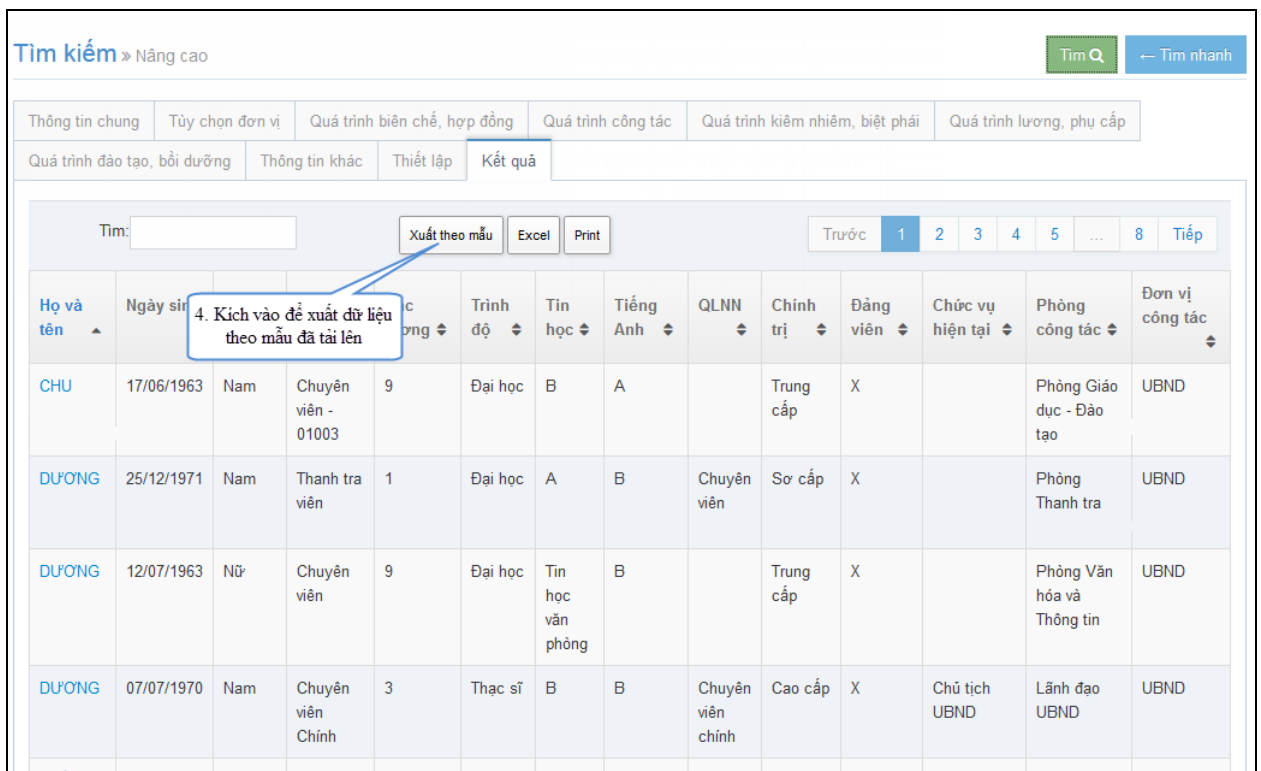 Tìm kiếm » Nâng cao
Tìm
← Tìm nhanh
Thông tin chung
Tùy chọn đơn vị
Quá trình biên chế, hợp đồng
Quá trình công tác
Quá trình kiêm nhiệm, biệt phái
Quá trình lương, phụ cấp
Quá trình đào tạo, bồi dưỡng
Thông tin khác
Thiết lập
Kết quả
Tìm:
Xuất theo mẫu
Excel
Print
Trước 1 2 3 4 5 ... 8 Tiếp
4. Kích vào để xuất dữ liệu
theo mẫu đã tải lên
Họ và
tên
Ngày
Trình
độ
Tin
học
Tiếng
Anh
QLNN
Chính
trị
Đảng
viên
Chức vụ
hiện tại
Phòng
công tác
Đơn vị
công tác
CHU
17/06/1963
Nam
Chuyên
viên -
01003
9
Đại học
B
A
Trung
cấp
X
Phòng Giáo
dục - Đào
tạo
UBND
DƯƠNG
25/12/1971
Nam
Thanh tra
viên
1
Đại học
A
B
Chuyên
viên
Sơ cấp
X
Phòng
Thanh tra
UBND
DƯƠNG
12/07/1963
Nữ
Chuyên
viên
9
Đại học
Tin
học
văn
phòng
B
Trung
cấp
X
Phòng Văn
hóa và
Thông tin
UBND
DƯƠNG
07/07/1970
Nam
Chuyên
viên
Chính
3
Thạc sĩ
B
B
Chuyên
viên
chính
Cao cấp
X
Chủ tịch
UBND
Lãnh đạo
UBND
UBND